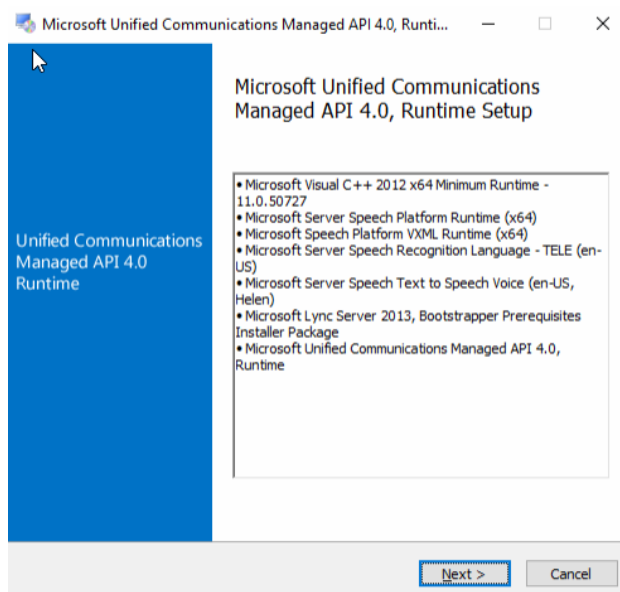 Microsoft Unified Communications Managed API 4.0, Runti...
Microsoft Unified Communications
Managed API 4.0, Runtime Setup
Unified Communications
Managed API 4.0
Runtime
• Microsoft Visual C++ 2012 x64 Minimum Runtime -
11.0.50727
• Microsoft Server Speech Platform Runtime (x64)
• Microsoft Speech Platform VXML Runtime (x64)
• Microsoft Server Speech Recognition Language - TELE (en-
US)
• Microsoft Server Speech Text to Speech Voice (en-US,
Helen)
• Microsoft Lync Server 2013, Bootstrapper Prerequisites
Installer Package
• Microsoft Unified Communications Managed API 4.0,
Runtime
Next >
Cancel